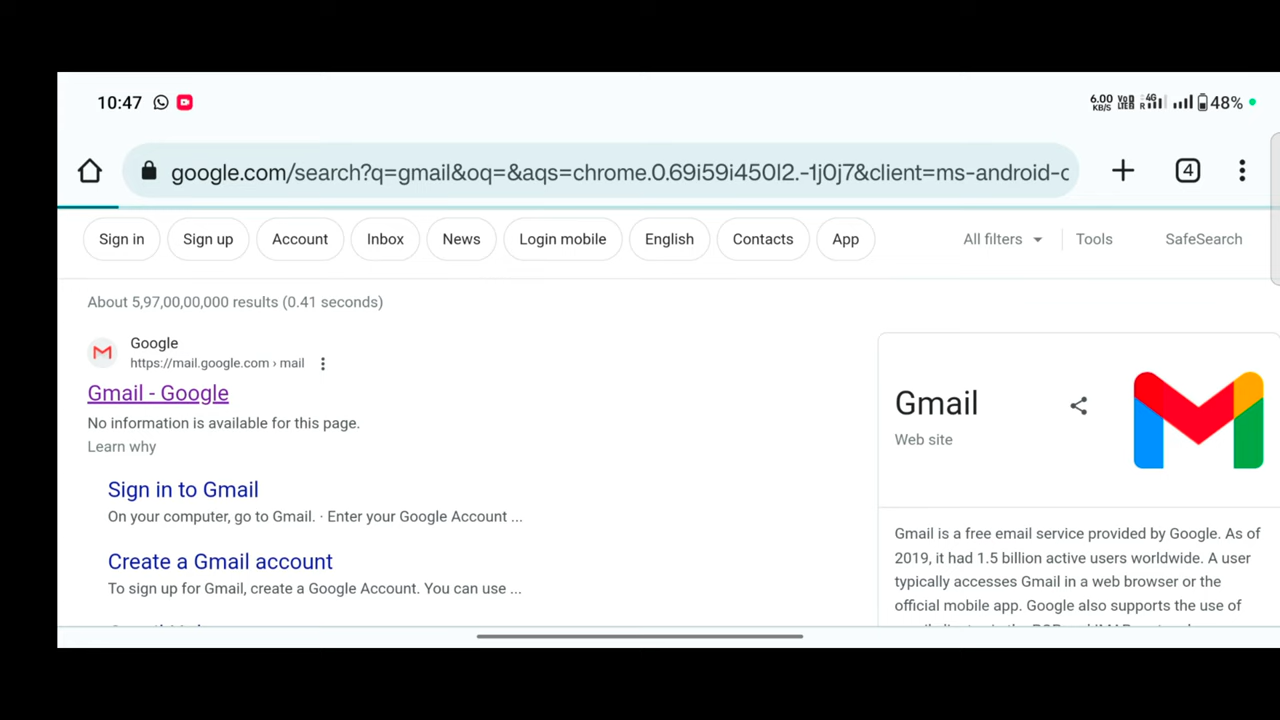 10:47
6.00 KB/S VoD LTE 4G R 48%
google.com/search?q=gmail&oq=&aqs=chrome.0.69i59i450l2.-1j0j7&client=ms-android-c
4
Sign in Sign up Account Inbox News Login mobile English Contacts App All filters Tools SafeSearch
About 5,97,00,00,000 results (0.41 seconds)
Google
https://mail.google.com › mail
Gmail - Google
No information is available for this page.
Learn why
Sign in to Gmail
On your computer, go to Gmail. · Enter your Google Account ...
Create a Gmail account
To sign up for Gmail, create a Google Account. You can use ...
Gmail
Web site
Gmail is a free email service provided by Google. As of
2019, it had 1.5 billion active users worldwide. A user
typically accesses Gmail in a web browser or the
official mobile app. Google also supports the use of